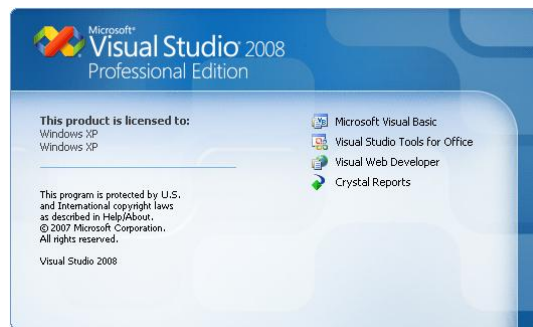 Microsoft®
Visual Studio® 2008
Professional Edition
This product is licensed to:
Windows XP
Windows XP
This program is protected by U.S.
and International copyright laws
as described in Help/About.
© 2007 Microsoft Corporation.
All rights reserved.
Visual Studio 2008
Microsoft Visual Basic
Visual Studio Tools for Office
Visual Web Developer
Crystal Reports